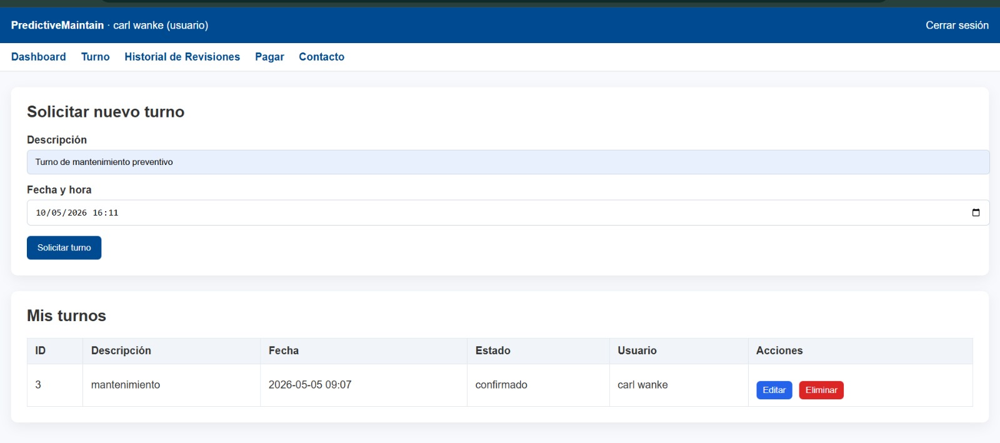 PredictiveMaintain · carl wanke (usuario) Cerrar sesión
Dashboard Turno Historial de Revisiones Pagar Contacto
Solicitar nuevo turno
Descripción
Turno de mantenimiento preventivo
Fecha y hora
10/05/2026 16:11
Solicitar turno
Mis turnos
ID Descripción Fecha Estado Usuario Acciones
3 mantenimiento 2026-05-05 09:07 confirmado carl wanke Editar Eliminar